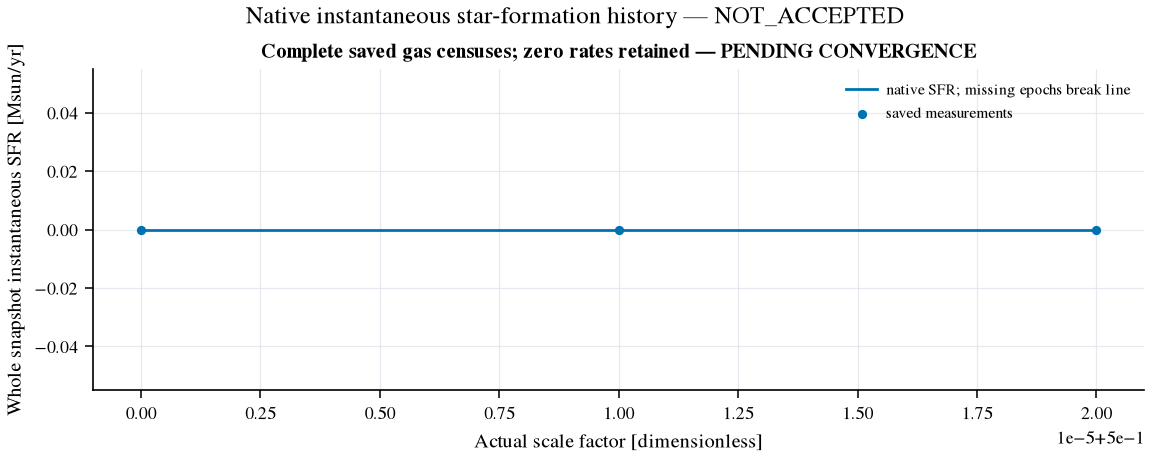 Native instantaneous star-formation history — NOT_ACCEPTED
Complete saved gas censuses; zero rates retained — PENDING CONVERGENCE
Whole snapshot instantaneous SFR [Msun/yr]
native SFR; missing epochs break line
saved measurements
0.04
0.02
0.00
−0.02
−0.04
0.00 0.25 0.50 0.75 1.00 1.25 1.50 1.75 2.00
1e−5+5e−1
Actual scale factor [dimensionless]